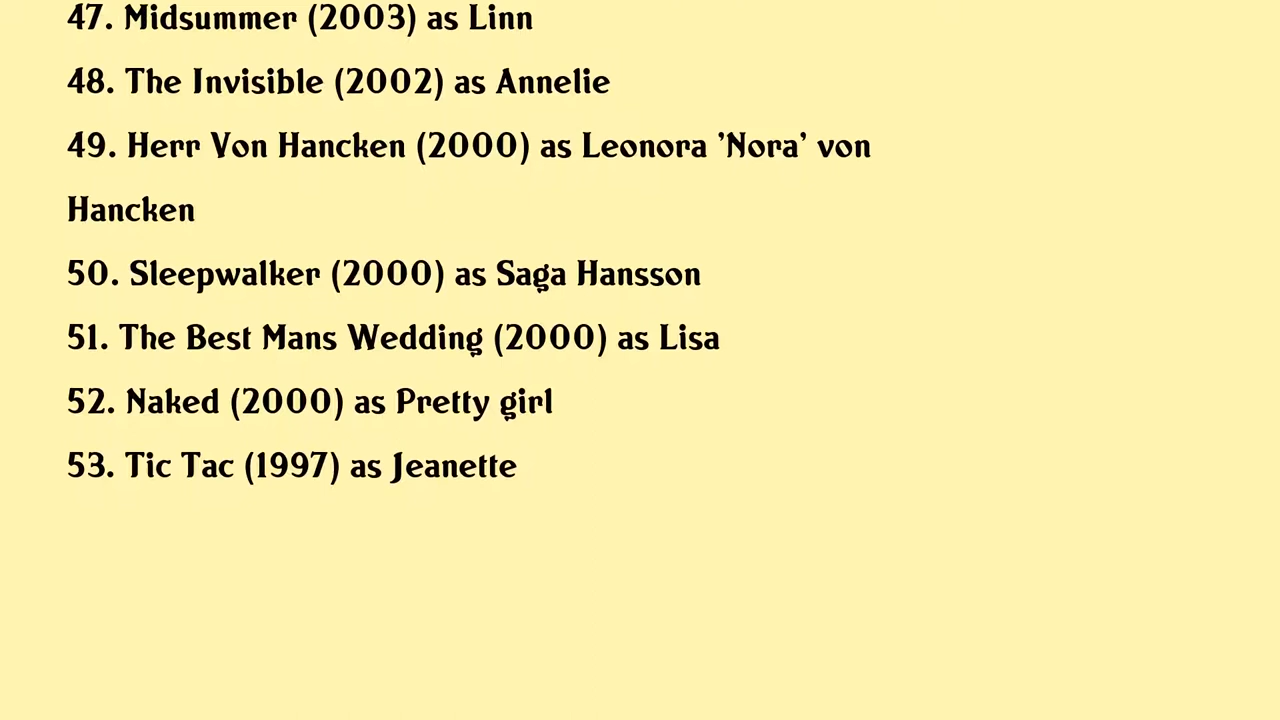 47. Midsummer (2003) as Linn
48. The Invisible (2002) as Annelie
49. Herr Von Hancken (2000) as Leonora 'Nora' von
Hancken
50. Sleepwalker (2000) as Saga Hansson
51. The Best Mans Wedding (2000) as Lisa
52. Naked (2000) as Pretty girl
53. Tic Tac (1997) as Jeanette